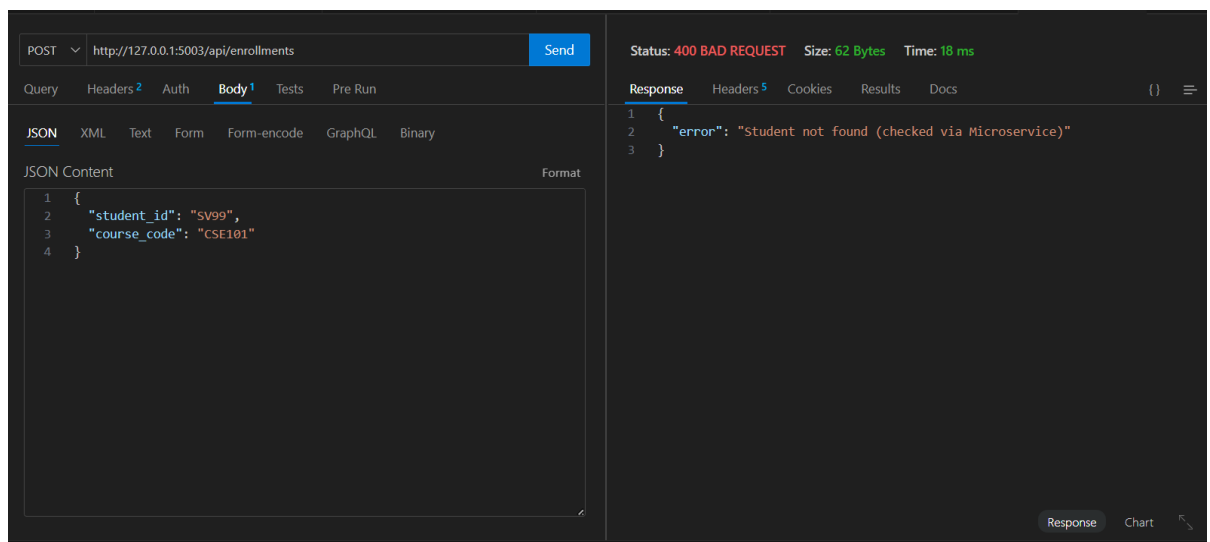 POST http://127.0.0.1:5003/api/enrollments Send
Query Headers 2 Auth Body 1 Tests Pre Run
JSON XML Text Form Form-encode GraphQL Binary
JSON Content Format
1 {
2 "student_id": "SV99",
3 "course_code": "CSE101"
4 }
Status: 400 BAD REQUEST Size: 62 Bytes Time: 18 ms
Response Headers 5 Cookies Results Docs {}
1 {
2 "error": "Student not found (checked via Microservice)"
3 }
Response Chart